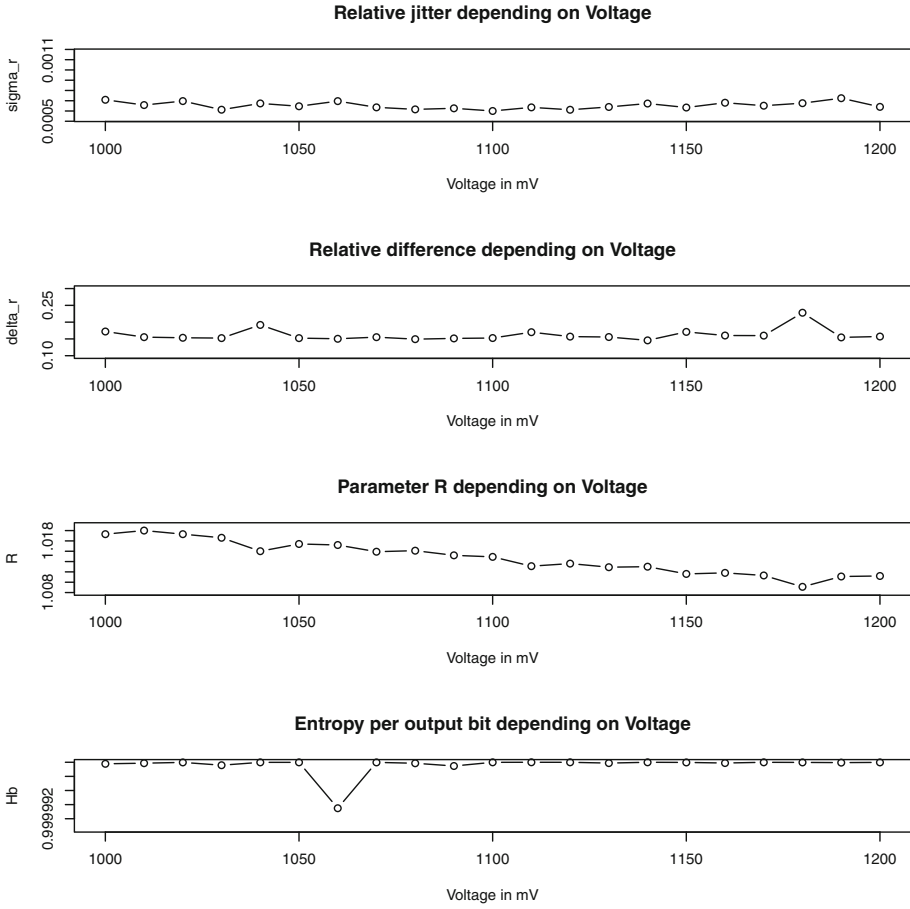 Relative jitter depending on Voltage
sigma_r
0.0011
0.0005
1000 1050 1100 1150 1200
Voltage in mV
Relative difference depending on Voltage
delta_r
0.25
0.10
1000 1050 1100 1150 1200
Voltage in mV
Parameter R depending on Voltage
R
1.018
1.008
1000 1050 1100 1150 1200
Voltage in mV
Entropy per output bit depending on Voltage
Hb
0.999992
1000 1050 1100 1150 1200
Voltage in mV